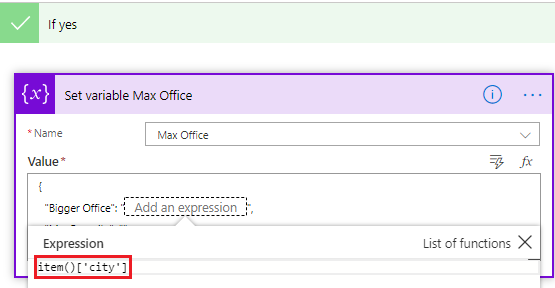 If yes
{x} Set variable Max Office
* Name Max Office
Value * fx
{
"Bigger Office": " Add an expression ",
Expression List of functions
item()['city']